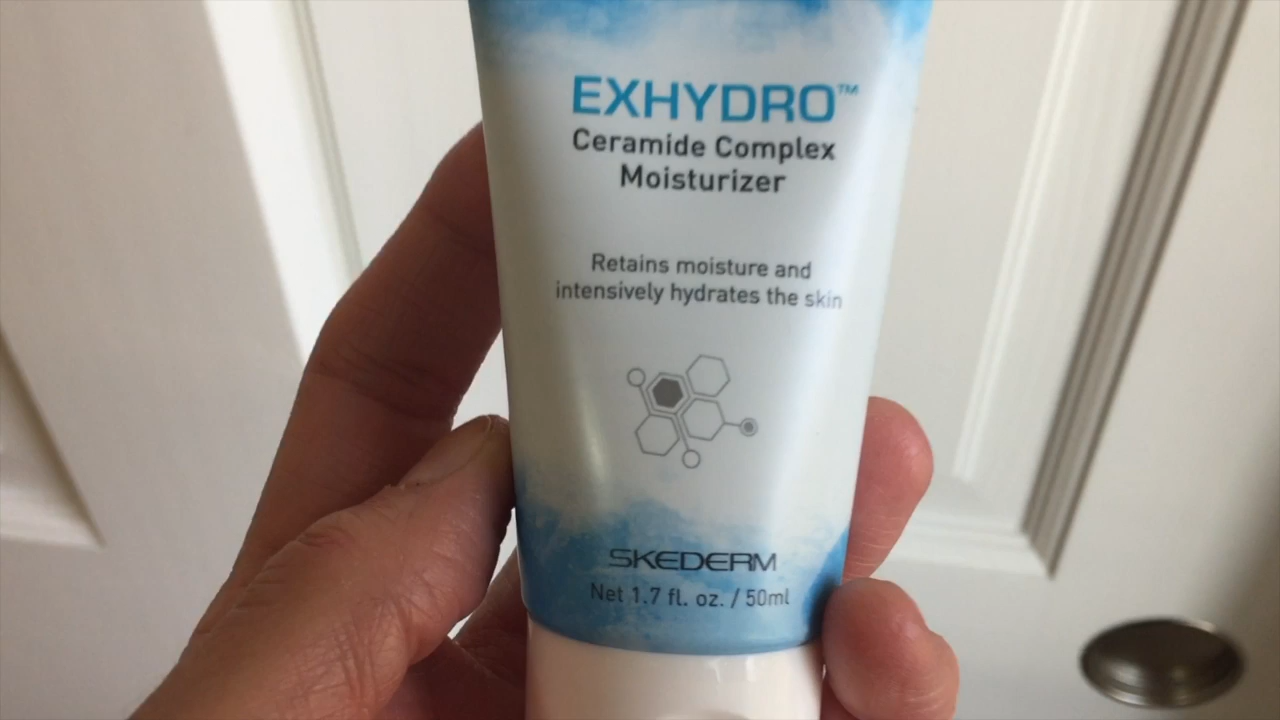 EXHYDRO™
Ceramide Complex
Moisturizer
Retains moisture and
intensively hydrates the skin
SKEDERM
Net 1.7 fl. oz. / 50ml